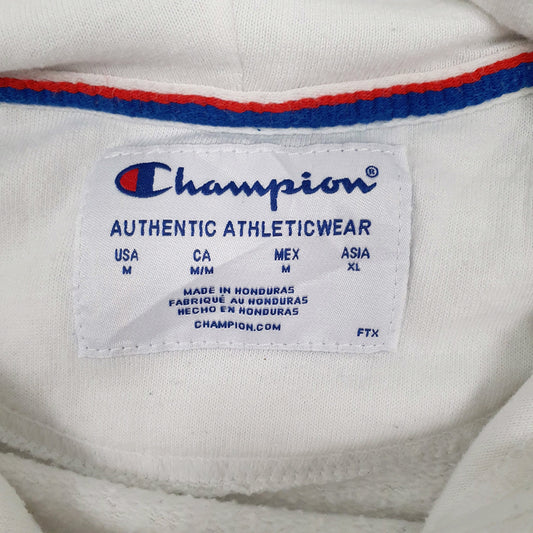 Champion®
AUTHENTIC ATHLETICWEAR
USA CA MEX ASIA
M M/M M XL
MADE IN HONDURAS
FABRIQUÉ AU HONDURAS
HECHO EN HONDURAS
CHAMPION.COM
FTX